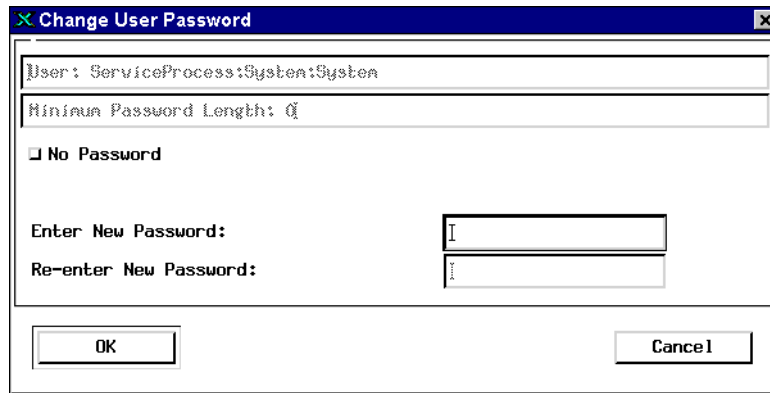 Change User Password
User: ServiceProcess:System:System
Minimum Password Length: 0
No Password
Enter New Password:
Re-enter New Password:
OK
Cancel